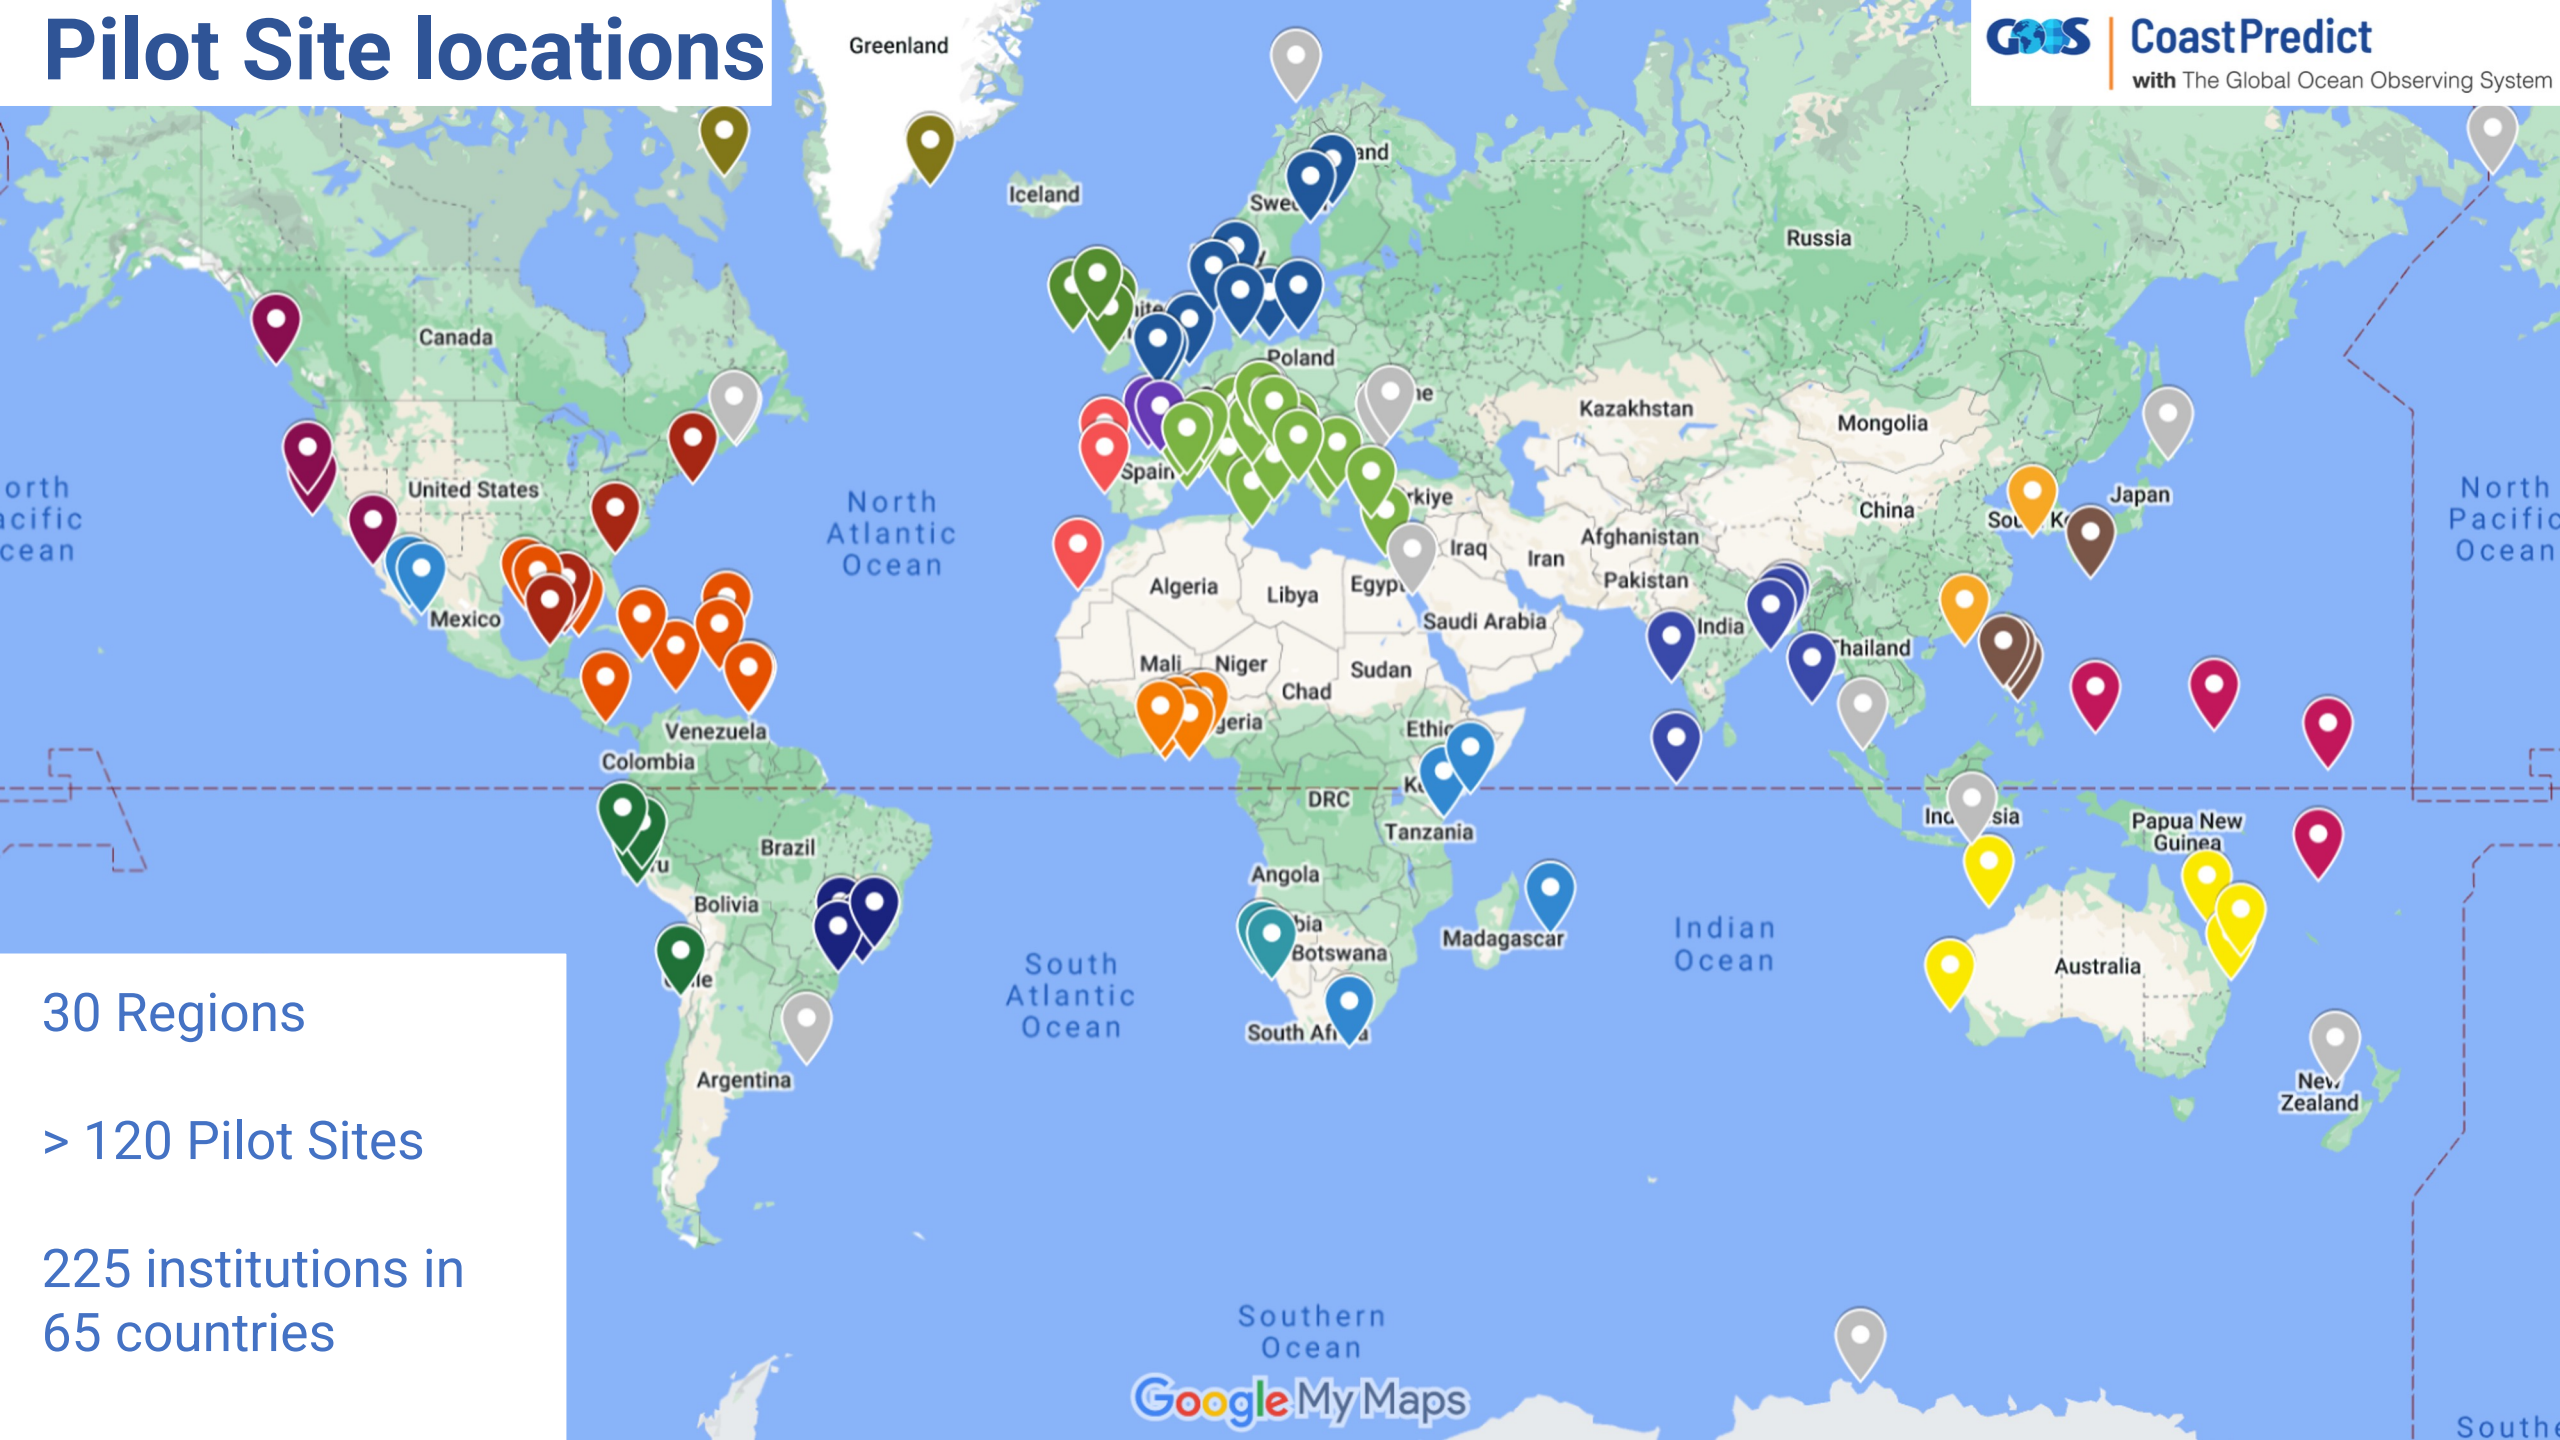 Pilot Site locations
GOOS
CoastPredict
with The Global Ocean Observing System
Greenland
Iceland
Russia
Canada
Poland
Kazakhstan
Mongolia
United States
Spain
China
Japan
North
Atlantic
Ocean
North
Pacific
Ocean
Mexico
Algeria
Libya
Iraq
Iran
Afghanistan
Pakistan
Saudi Arabia
India
Thailand
Mali
Niger
Chad
Sudan
Venezuela
Colombia
DRC
Tanzania
Brazil
Papua New
Guinea
Angola
Bolivia
Botswana
Madagascar
Indian
Ocean
Australia
South
Atlantic
Ocean
Argentina
New
Zealand
30 Regions
> 120 Pilot Sites
225 institutions in
65 countries
Southern
Ocean
Google My Maps